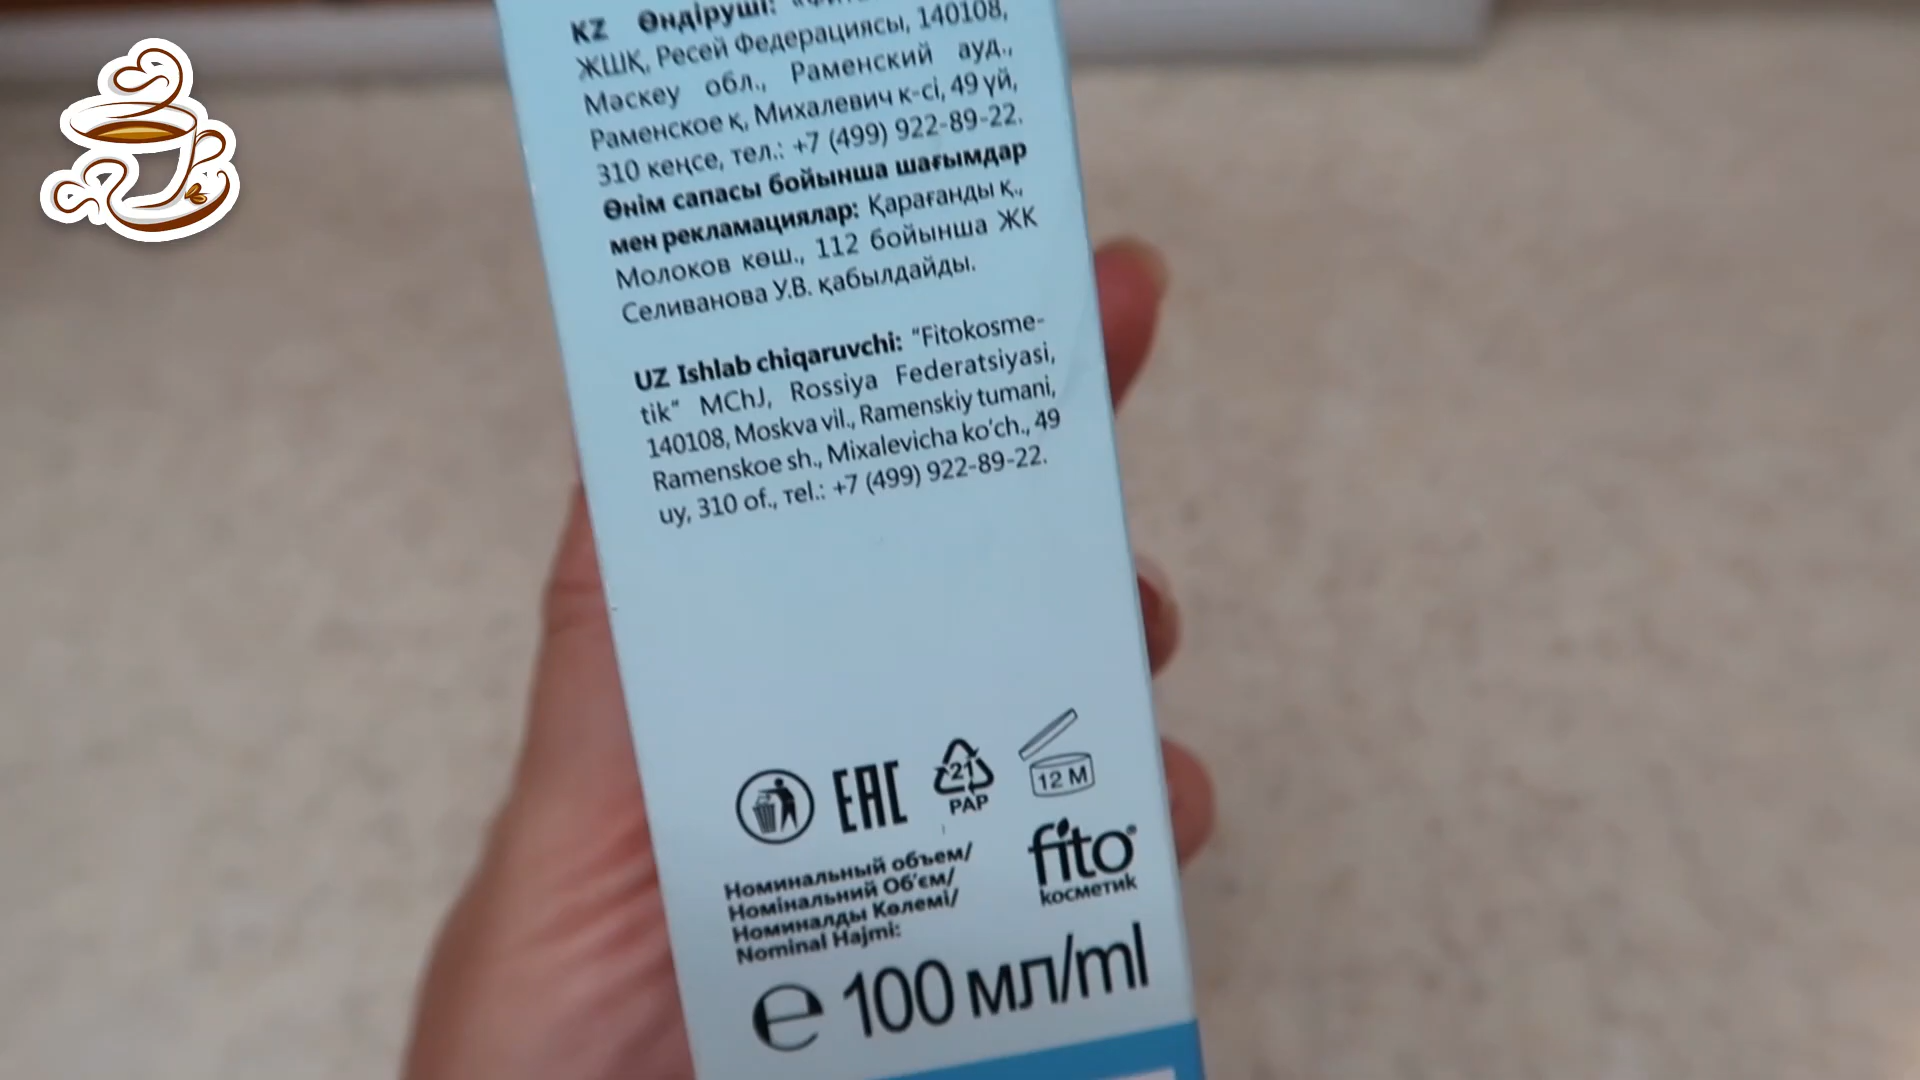 KZ Өндіруші:
ЖШҚ, Ресей Федерациясы, 140108,
Мәскеу обл., Раменский ауд.,
Раменское қ, Михалевич к-сі, 49 үй,
310 кеңсе, тел.: +7 (499) 922-89-22.
Өнім сапасы бойынша шағымдар
мен рекламациялар: Қарағанды қ.,
Молоков көш., 112 бойынша ЖК
Селиванова У.В. қабылдайды.
UZ Ishlab chiqaruvchi: "Fitokosme-
tik" MChJ, Rossiya Federatsiyasi,
140108, Moskva vil., Ramenskiy tumani,
Ramenskoe sh., Mixalevicha ko'ch., 49
uy, 310 of., тel.: +7 (499) 922-89-22.
EAC
21
PAP
12 M
Номинальный объем/
Номінальний Об'єм/
Номиналды Көлемі/
Nominal Hajmi:
fito®
косметик
℮ 100 мл/ml